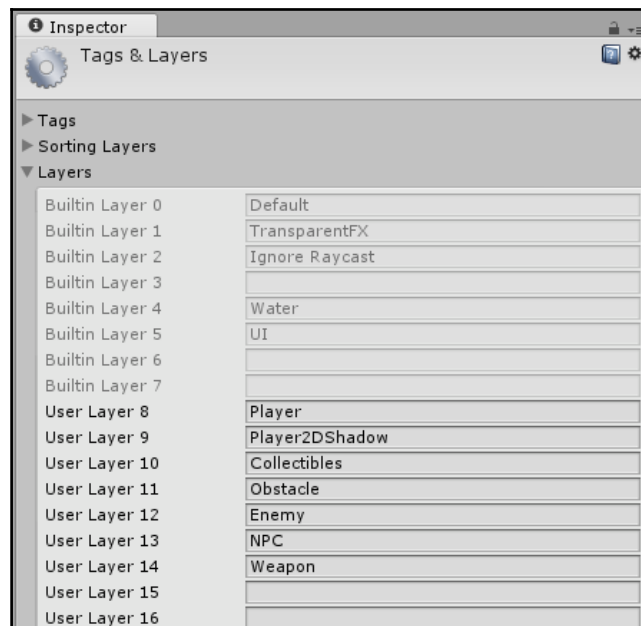 Inspector
Tags & Layers
Tags
Sorting Layers
Layers
Builtin Layer 0 Default
Builtin Layer 1 TransparentFX
Builtin Layer 2 Ignore Raycast
Builtin Layer 3
Builtin Layer 4 Water
Builtin Layer 5 UI
Builtin Layer 6
Builtin Layer 7
User Layer 8 Player
User Layer 9 Player2DShadow
User Layer 10 Collectibles
User Layer 11 Obstacle
User Layer 12 Enemy
User Layer 13 NPC
User Layer 14 Weapon
User Layer 15
User Layer 16